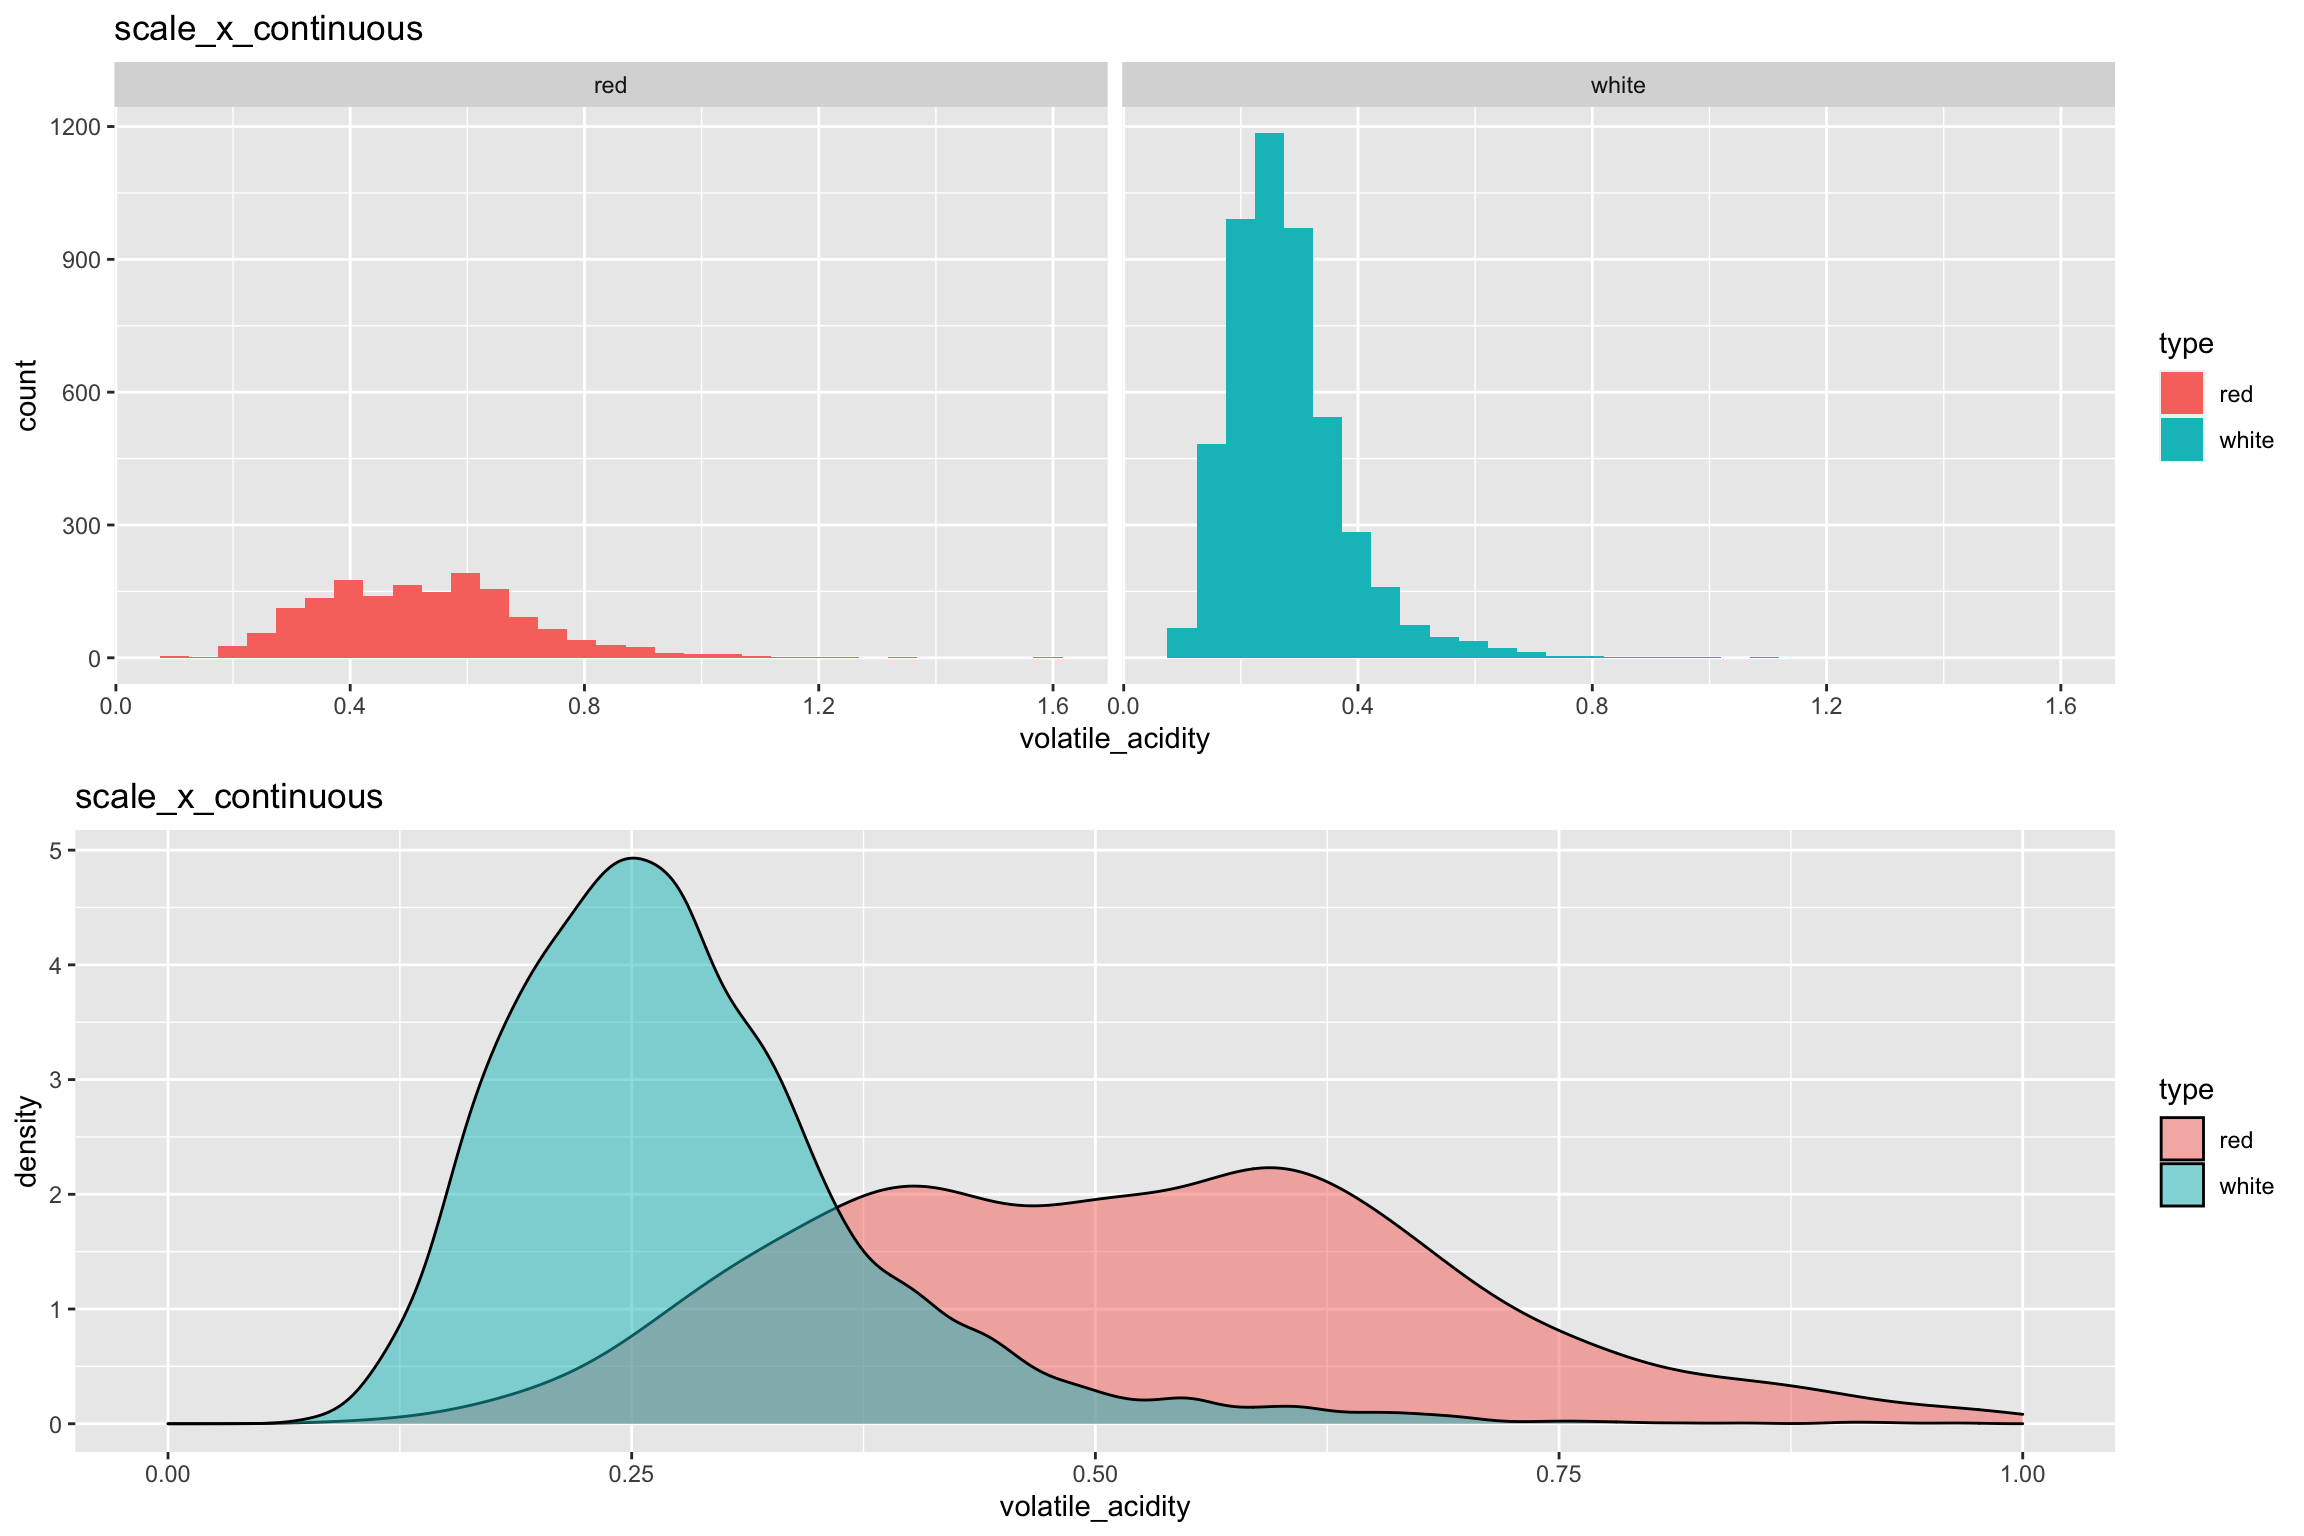 scale_x_continuous
red white
1200
900
600
300
0
count
0.0 0.4 0.8 1.2 1.6 0.0 0.4 0.8 1.2 1.6
volatile_acidity
type
red
white
scale_x_continuous
5
4
3
2
1
0
density
0.00 0.25 0.50 0.75 1.00
volatile_acidity
type
red
white